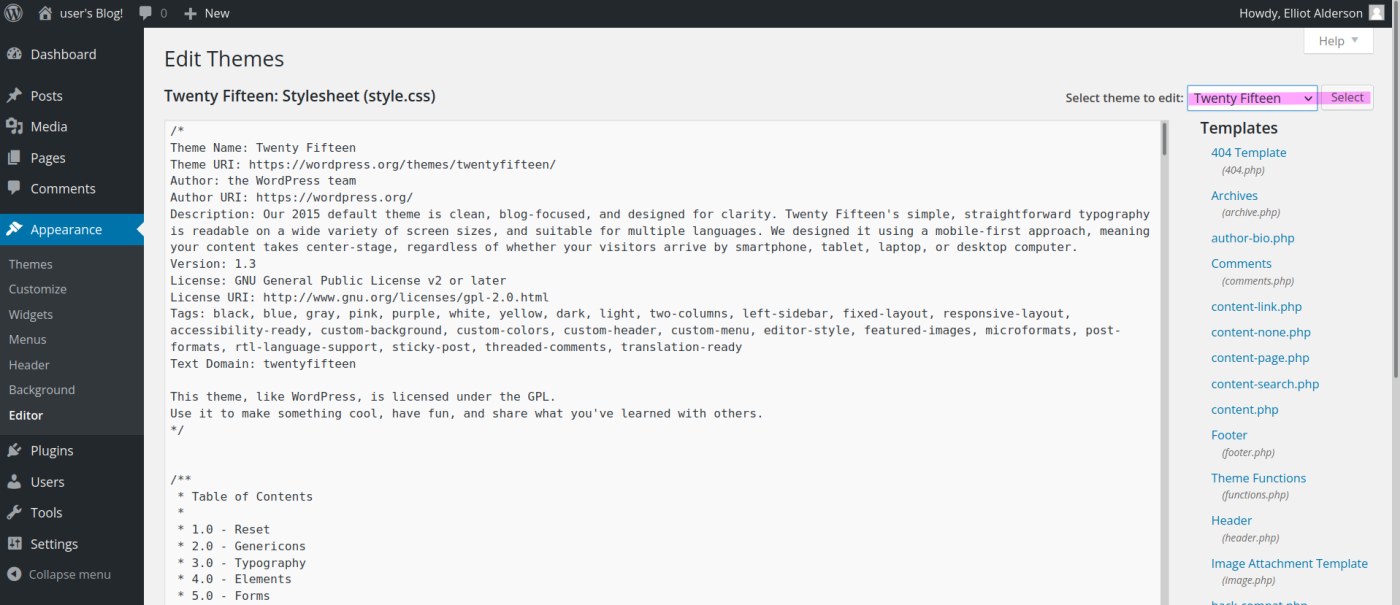 user's Blog!
0
New
Howdy, Elliot Alderson
Dashboard
Posts
Media
Pages
Comments
Appearance
Themes
Customize
Widgets
Menus
Header
Background
Editor
Plugins
Users
Tools
Settings
Collapse menu
Help
Edit Themes
Twenty Fifteen: Stylesheet (style.css)
Select theme to edit:
Twenty Fifteen
Select
/*
Theme Name: Twenty Fifteen
Theme URI: https://wordpress.org/themes/twentyfifteen/
Author: the WordPress team
Author URI: https://wordpress.org/
Description: Our 2015 default theme is clean, blog-focused, and designed for clarity. Twenty Fifteen's simple, straightforward typography
is readable on a wide variety of screen sizes, and suitable for multiple languages. We designed it using a mobile-first approach, meaning
your content takes center-stage, regardless of whether your visitors arrive by smartphone, tablet, laptop, or desktop computer.
Version: 1.3
License: GNU General Public License v2 or later
License URI: http://www.gnu.org/licenses/gpl-2.0.html
Tags: black, blue, gray, pink, purple, white, yellow, dark, light, two-columns, left-sidebar, fixed-layout, responsive-layout,
accessibility-ready, custom-background, custom-colors, custom-header, custom-menu, editor-style, featured-images, microformats, post-
formats, rtl-language-support, sticky-post, threaded-comments, translation-ready
Text Domain: twentyfifteen
This theme, like WordPress, is licensed under the GPL.
Use it to make something cool, have fun, and share what you've learned with others.
*/
/**
* Table of Contents
*
* 1.0 - Reset
* 2.0 - Genericons
* 3.0 - Typography
* 4.0 - Elements
* 5.0 - Forms
Templates
404 Template
(404.php)
Archives
(archive.php)
author-bio.php
Comments
(comments.php)
content-link.php
content-none.php
content-page.php
content-search.php
content.php
Footer
(footer.php)
Theme Functions
(functions.php)
Header
(header.php)
Image Attachment Template
(image.php)
back-compat.php